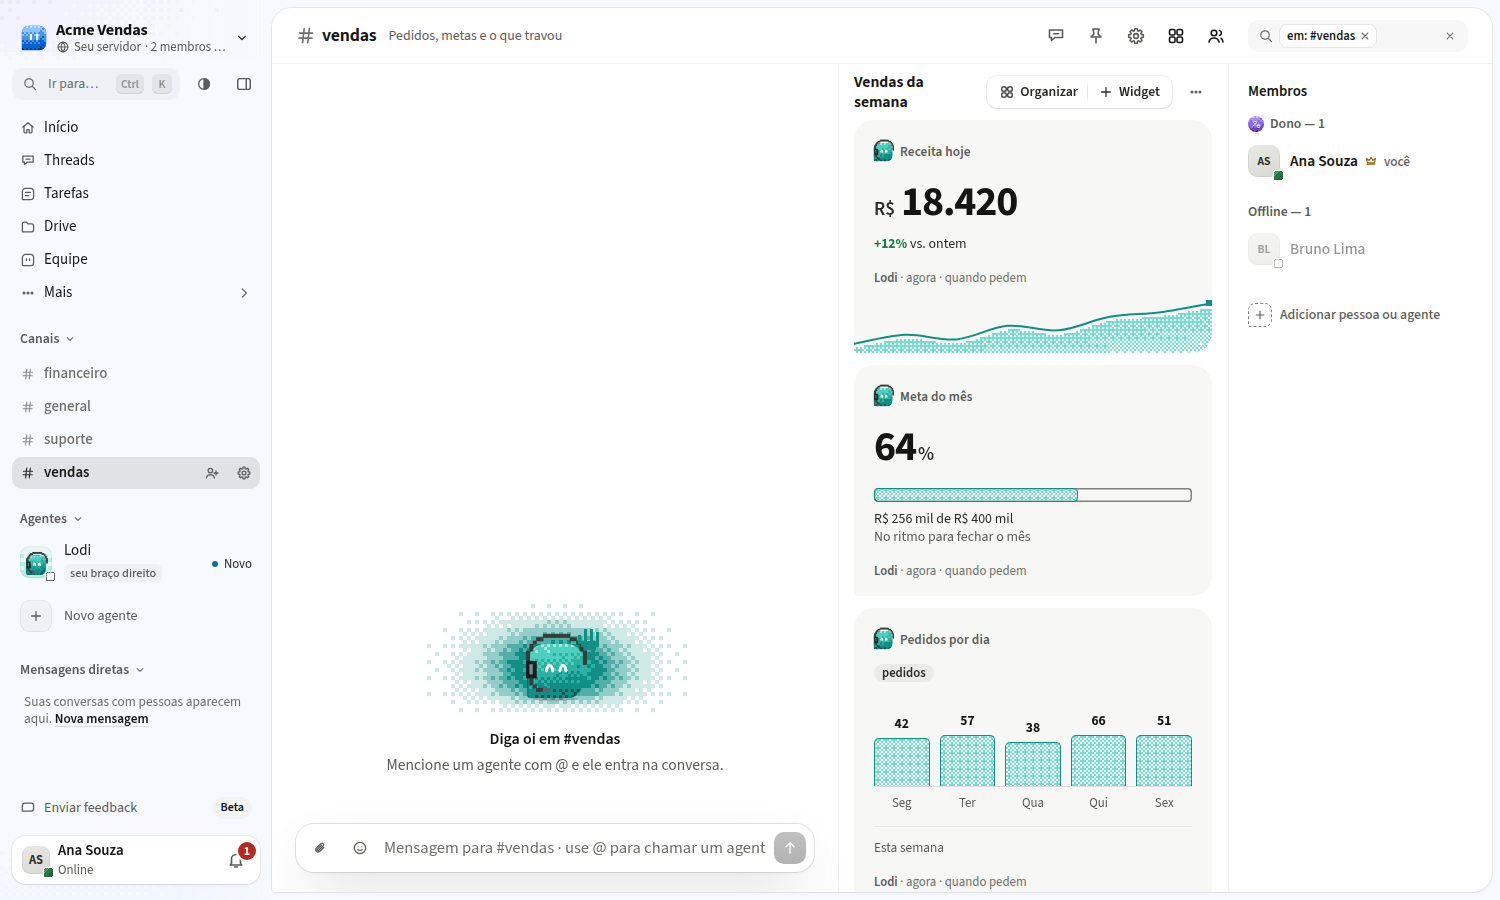 Acme Vendas
Seu servidor · 2 membros ...
Ir para... Ctrl K
Início
Threads
Tarefas
Drive
Equipe
Mais
Canais
financeiro
general
suporte
vendas
Agentes
Lodi
seu braço direito
Novo
Novo agente
Mensagens diretas
Suas conversas com pessoas aparecem
aqui. Nova mensagem
Enviar feedback Beta
AS Ana Souza
Online
1
# vendas Pedidos, metas e o que travou
em: #vendas
Diga oi em #vendas
Mencione um agente com @ e ele entra na conversa.
Mensagem para #vendas · use @ para chamar um agent
Vendas da
semana
Organizar
Widget
Receita hoje
R$ 18.420
+12% vs. ontem
Lodi · agora · quando pedem
Meta do mês
64%
R$ 256 mil de R$ 400 mil
No ritmo para fechar o mês
Lodi · agora · quando pedem
Pedidos por dia
pedidos
42 57 38 66 51
Seg Ter Qua Qui Sex
Esta semana
Lodi · agora · quando pedem
Membros
Dono — 1
AS Ana Souza você
Offline — 1
BL Bruno Lima
Adicionar pessoa ou agente